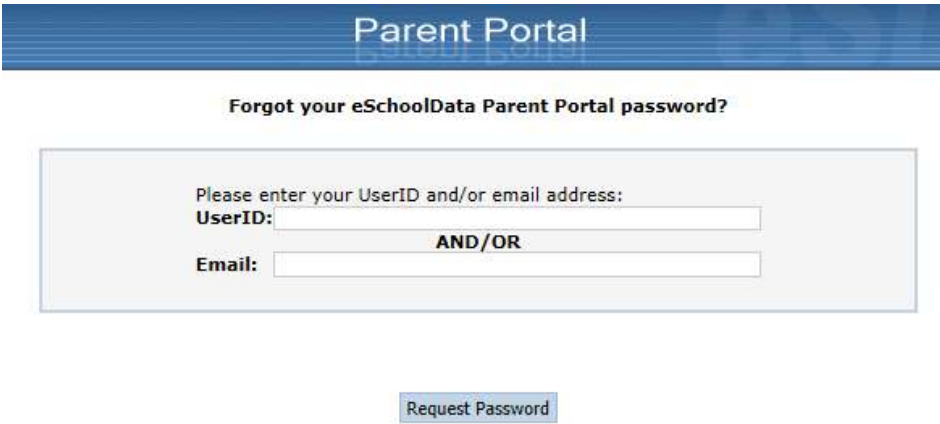 Parent Portal
Forgot your eSchoolData Parent Portal password?
Please enter your UserID and/or email address:
UserID:
AND/OR
Email:
Request Password